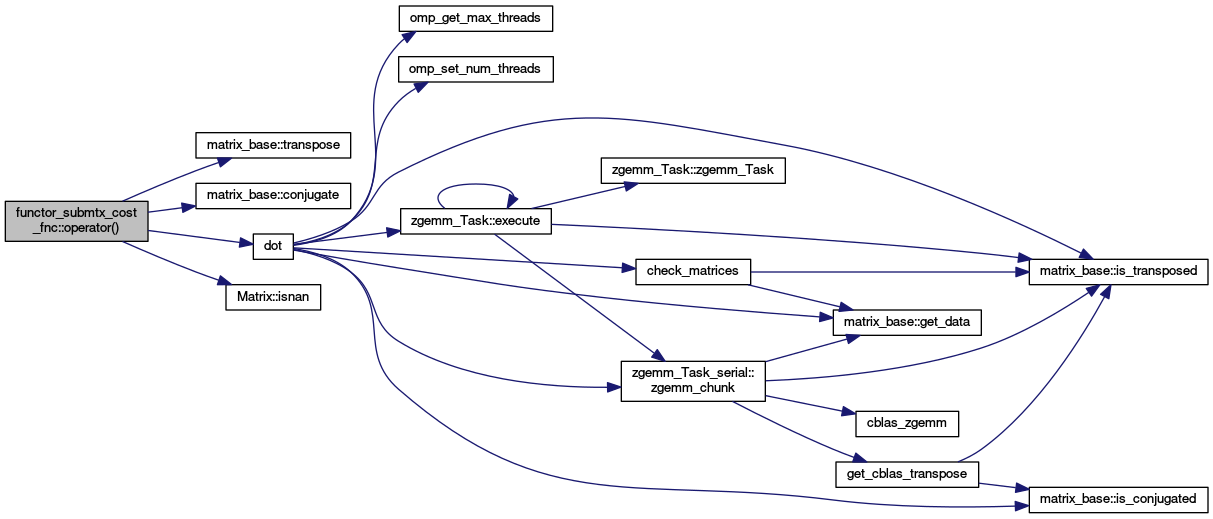 omp_get_max_threads
omp_set_num_threads
matrix_base::transpose
zgemm_Task::zgemm_Task
matrix_base::conjugate
functor_submtx_cost
_fnc::operator()
zgemm_Task::execute
dot
check_matrices
matrix_base::is_transposed
Matrix::isnan
matrix_base::get_data
zgemm_Task_serial::
zgemm_chunk
cblas_zgemm
get_cblas_transpose
matrix_base::is_conjugated